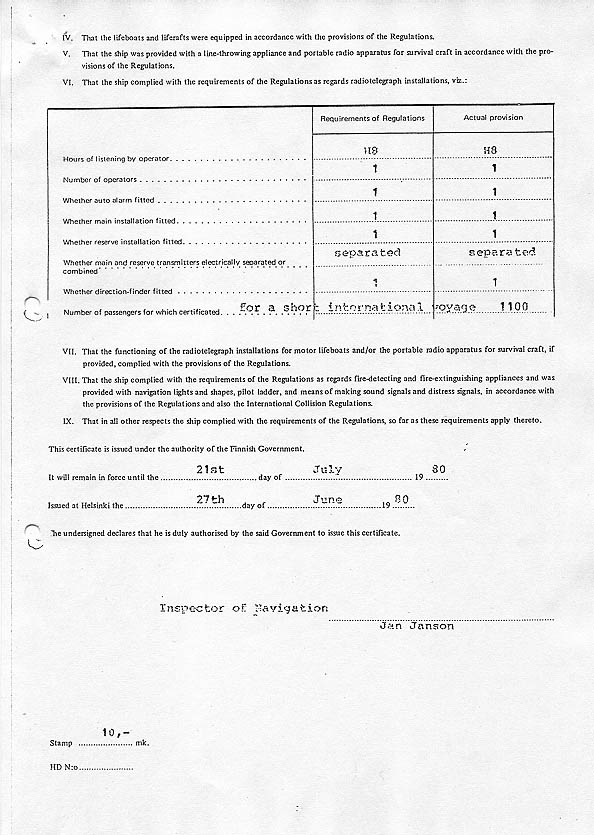 IV. That the lifeboats and liferafts were equipped in accordance with the provisions of the Regulations.
V. That the ship was provided with a line-throwing appliance and portable radio apparatus for survival craft in accordance with the pro-
visions of the Regulations.
VI. That the ship complied with the requirements of the Regulations as regards radiotelegraph installations, viz.:
Requirements of Regulations Actual provision
Hours of listening by operator. . . . . . . . . . . . . . . . . . . . . . . H8 H8
Number of operators . . . . . . . . . . . . . . . . . . . . . . . . . . . . 1 1
Whether auto alarm fitted . . . . . . . . . . . . . . . . . . . . . . . . . 1 1
Whether main installation fitted. . . . . . . . . . . . . . . . . . . . . . 1 1
Whether reserve installation fitted. . . . . . . . . . . . . . . . . . . . . 1 1
Whether main and reserve transmitters electrically separated or separated separated
combined . . . . . . . . . . . . . . . . . . . . . . . . . . . . . . . . . .
Whether direction-finder fitted . . . . . . . . . . . . . . . . . . . . . . 1 1
Number of passengers for which certificated. . . for a short international voyage 1100
VII. That the functioning of the radiotelegraph installations for motor lifeboats and/or the portable radio apparatus for survival craft, if
provided, complied with the provisions of the Regulations.
VIII. That the ship complied with the requirements of the Regulations as regards fire-detecting and fire-extinguishing appliances and was
provided with navigation lights and shapes, pilot ladder, and means of making sound signals and distress signals, in accordance with
the provisions of the Regulations and also the International Collision Regulations.
IX. That in all other respects the ship complied with the requirements of the Regulations, so far as these requirements apply thereto.
This certificate is issued under the authority of the Finnish Government.
It will remain in force until the ........ 21st ........ day of ........ July ........ 19 80
Issued at Helsinki the ........ 27th ........ day of ........ June ........ 19 80
he undersigned declares that he is duly authorised by the said Government to issue this certificate.
Inspector of Navigation
Jan Janson
Stamp 10,- mk.
HD N:o ......................